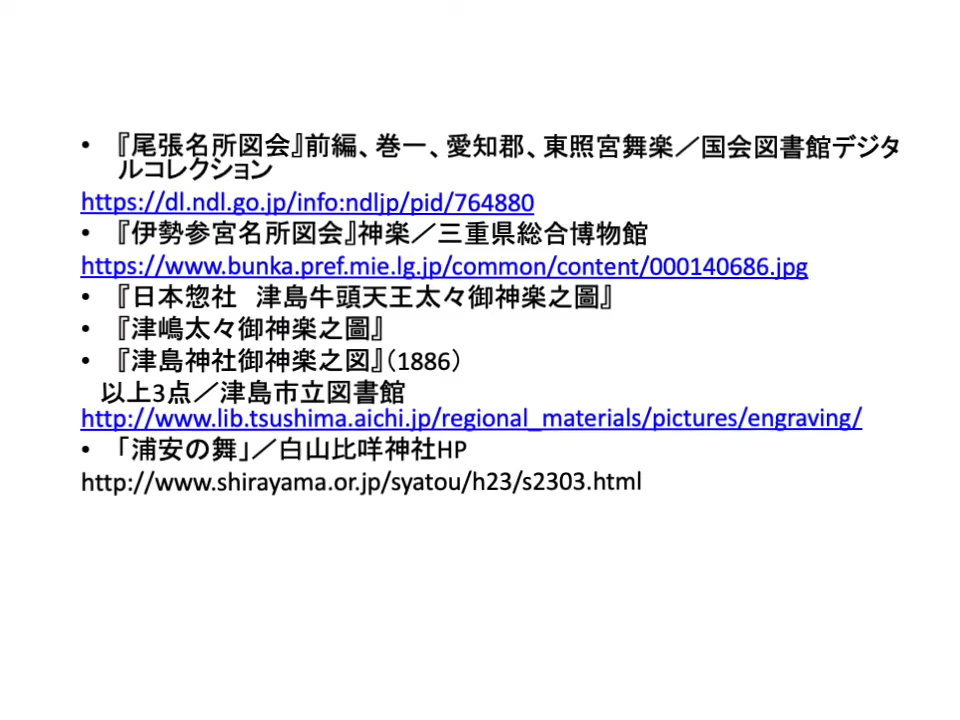 • 『尾張名所図会』前編、巻一、愛知郡、東照宮舞楽／国会図書館デジタ
ルコレクション
https://dl.ndl.go.jp/info:ndljp/pid/764880
• 『伊勢参宮名所図会』神楽／三重県総合博物館
https://www.bunka.pref.mie.lg.jp/common/content/000140686.jpg
• 『日本惣社　津島牛頭天王太々御神楽之圖』
• 『津嶋太々御神楽之圖』
• 『津島神社御神楽之図』（1886）
以上3点／津島市立図書館
http://www.lib.tsushima.aichi.jp/regional_materials/pictures/engraving/
• 「浦安の舞」／白山比咩神社HP
http://www.shirayama.or.jp/syatou/h23/s2303.html